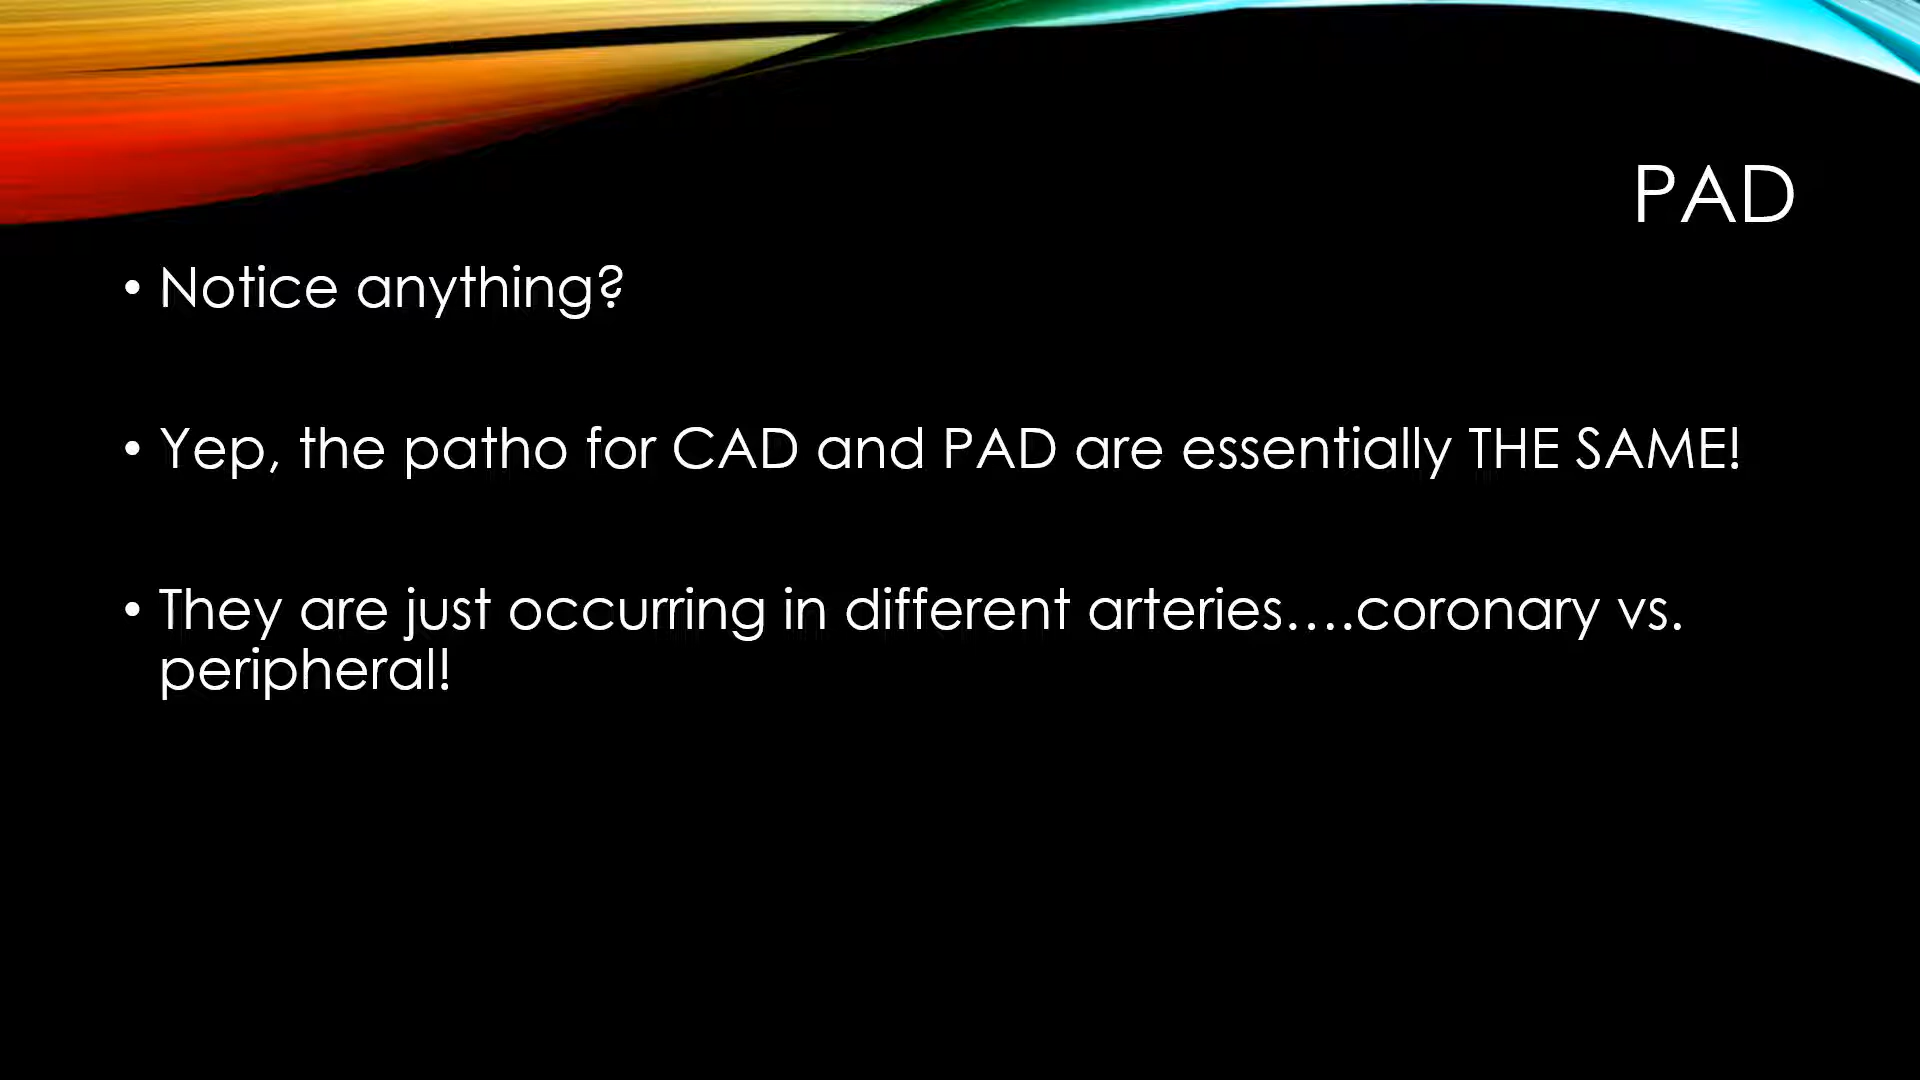 PAD
• Notice anything?
• Yep, the patho for CAD and PAD are essentially THE SAME!
• They are just occurring in different arteries….coronary vs.
peripheral!